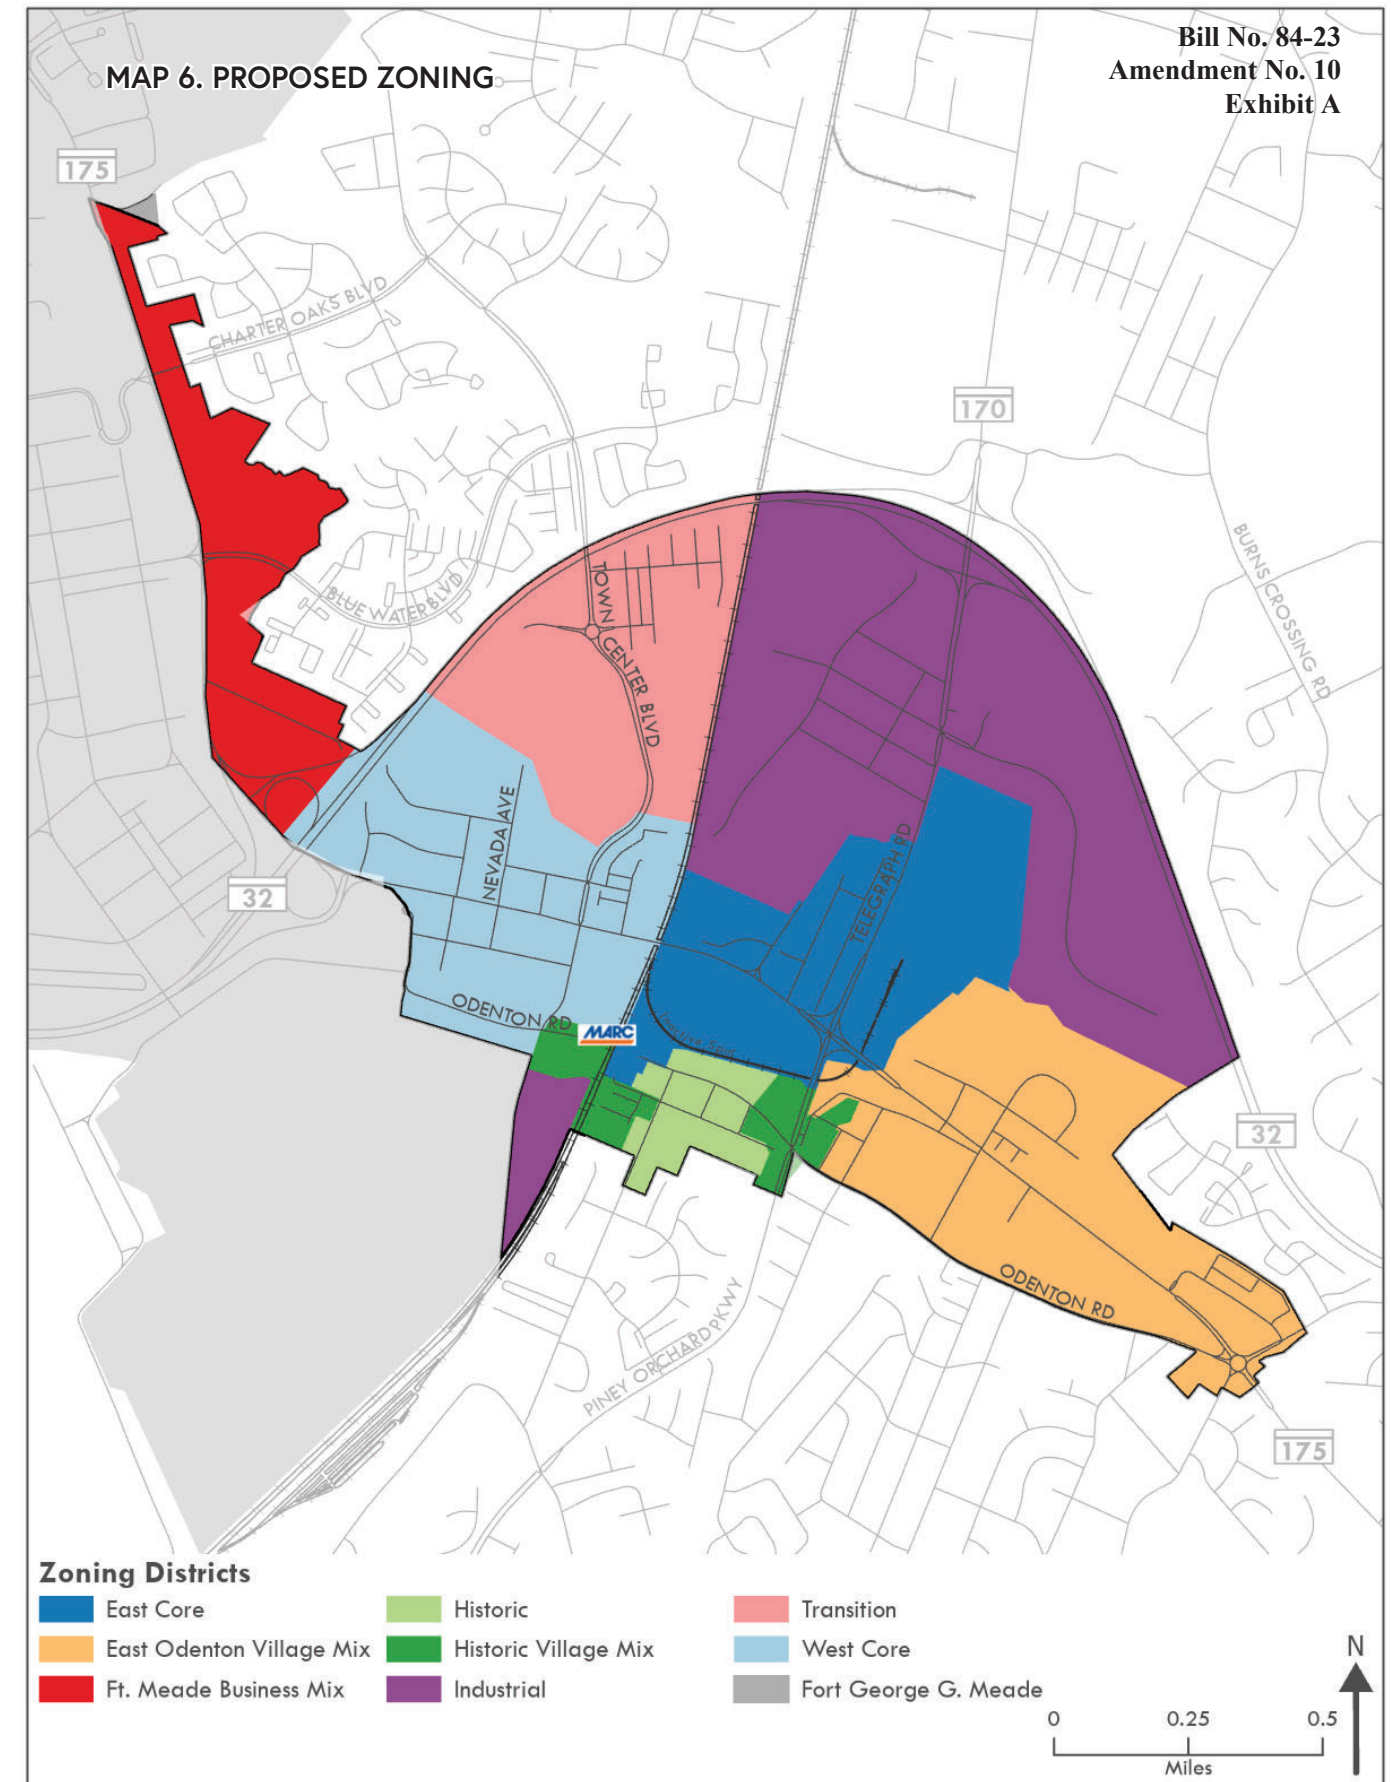 Bill No. 84-23
Amendment No. 10
Exhibit A
MAP 6. PROPOSED ZONING
175
CHARTER OAKS BLVD
170
BURNS CROSSING RD
BLUE WATER BLVD
TOWN CENTER BLVD
NEVADA AVE
TELEGRAPH RD
32
ODENTON RD
MARC
32
ODENTON RD
PINEY ORCHARD PKWY
175
Zoning Districts
East Core
East Odenton Village Mix
Ft. Meade Business Mix
Historic
Historic Village Mix
Industrial
Transition
West Core
Fort George G. Meade
N
0 0.25 0.5
Miles